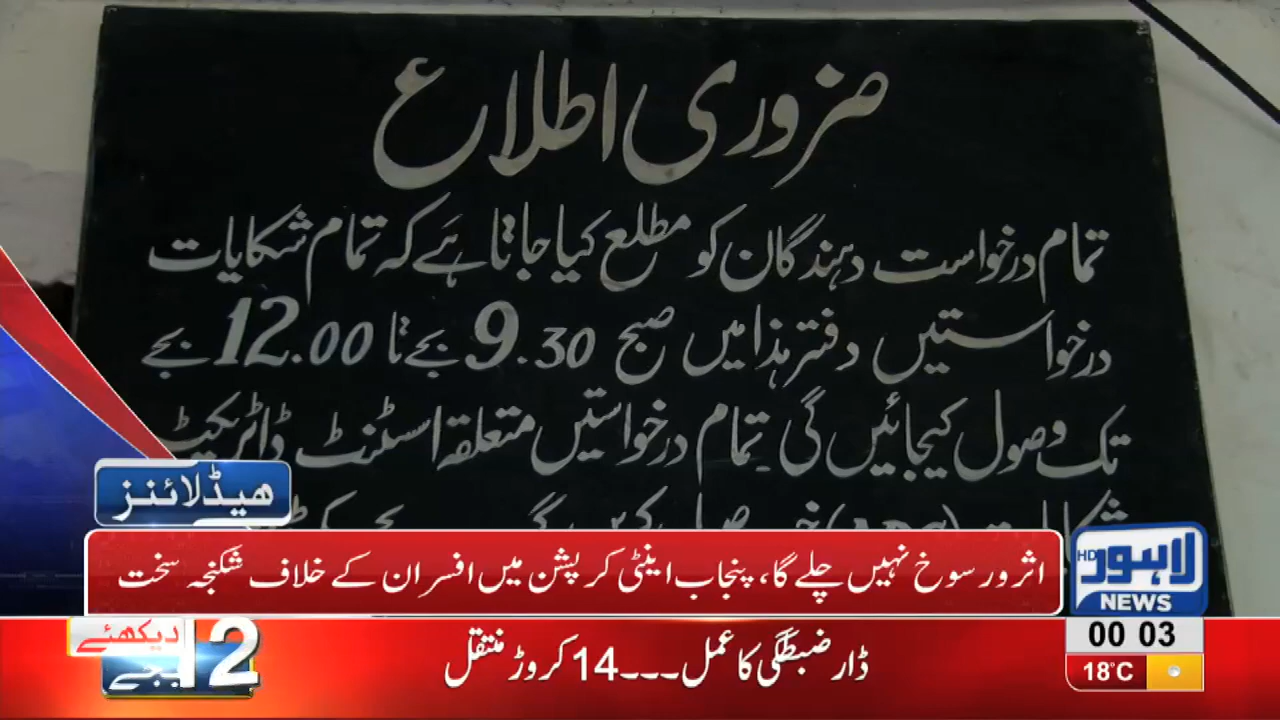 ضروری اطلاع
تمام درخواست دہندگان کو مطلع کیا جاتا ہے کہ تمام شکایات
درخواستیں دفتر ہذا میں صبح 9.30 بجے تا 12.00 بجے
تک وصول کیجائیں گی۔ تمام درخواستیں متعلقہ اسسٹنٹ ڈائریکٹر
ھیڈلائنز
اثر ورسوخ نہیں چلے گا، پنجاب اینٹی کرپشن میں افسران کے خلاف شکنجہ سخت
HD لاہور
NEWS
00 03
18°C
دیکھئے 12 بجے
ڈار ضبطگی کا عمل۔۔۔14 کروڑ منتقل